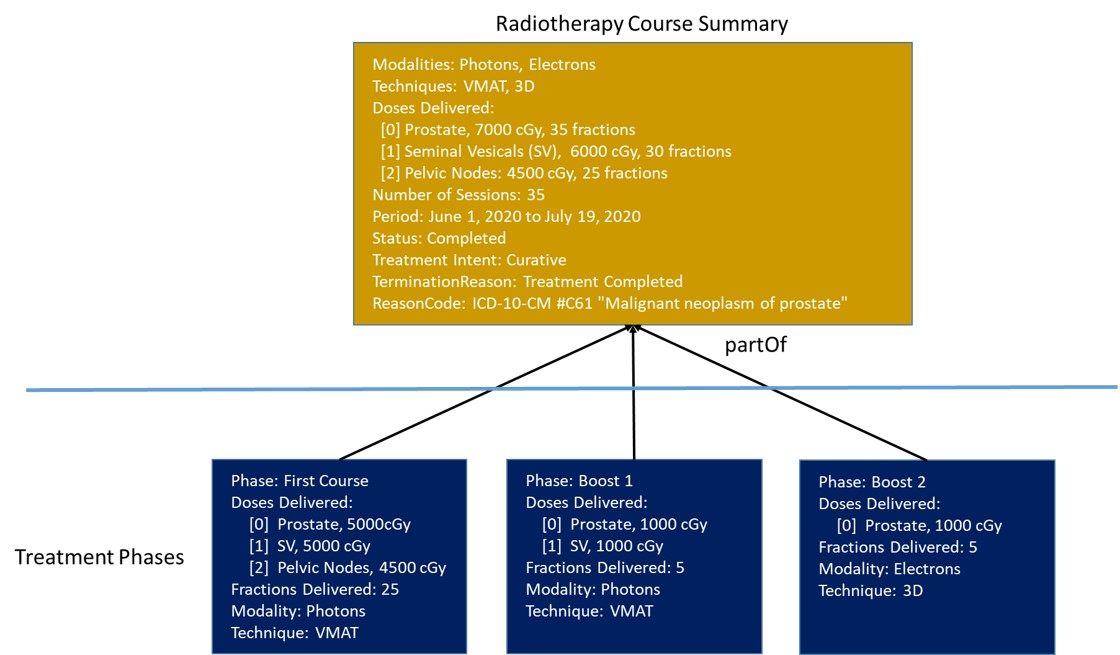 Radiotherapy Course Summary
Modalities: Photons, Electrons
Techniques: VMAT, 3D
Doses Delivered:
[0] Prostate, 7000 cGy, 35 fractions
[1] Seminal Vesicals (SV),  6000 cGy, 30 fractions
[2] Pelvic Nodes: 4500 cGy, 25 fractions
Number of Sessions: 35
Period: June 1, 2020 to July 19, 2020
Status: Completed
Treatment Intent: Curative
TerminationReason: Treatment Completed
ReasonCode: ICD-10-CM #C61 "Malignant neoplasm of prostate"
partOf
Treatment Phases
Phase: First Course
Doses Delivered:
[0] Prostate, 5000cGy
[1] SV, 5000 cGy
[2] Pelvic Nodes, 4500 cGy
Fractions Delivered: 25
Modality: Photons
Technique: VMAT
Phase: Boost 1
Doses Delivered:
[0] Prostate, 1000 cGy
[1] SV, 1000 cGy
Fractions Delivered: 5
Modality: Photons
Technique: VMAT
Phase: Boost 2
Doses Delivered:
[0] Prostate, 1000 cGy
Fractions Delivered: 5
Modality: Electrons
Technique: 3D